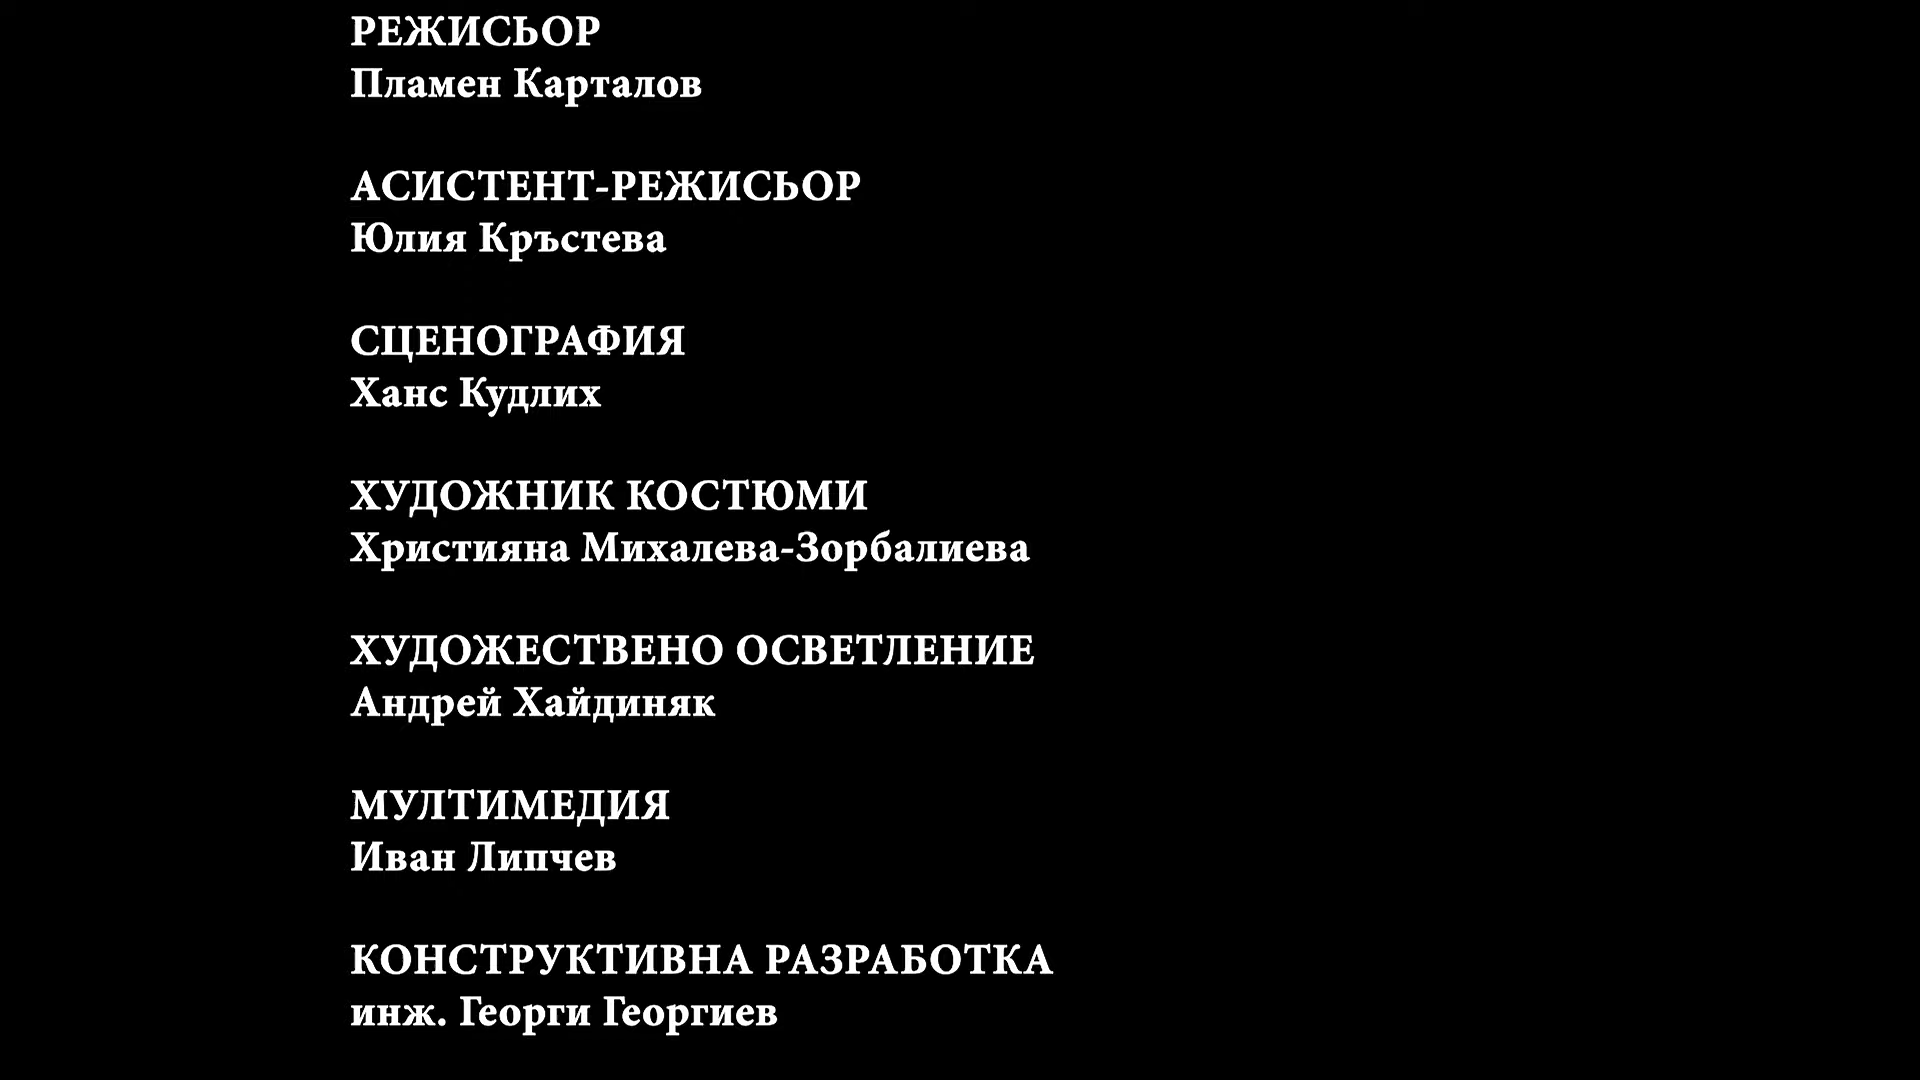 РЕЖИСЬОР
Пламен Карталов
АСИСТЕНТ-РЕЖИСЬОР
Юлия Кръстева
СЦЕНОГРАФИЯ
Ханс Кудлих
ХУДОЖНИК КОСТЮМИ
Християна Михалева-Зорбалиева
ХУДОЖЕСТВЕНО ОСВЕТЛЕНИЕ
Андрей Хайдиняк
МУЛТИМЕДИЯ
Иван Липчев
КОНСТРУКТИВНА РАЗРАБОТКА
инж. Георги Георгиев